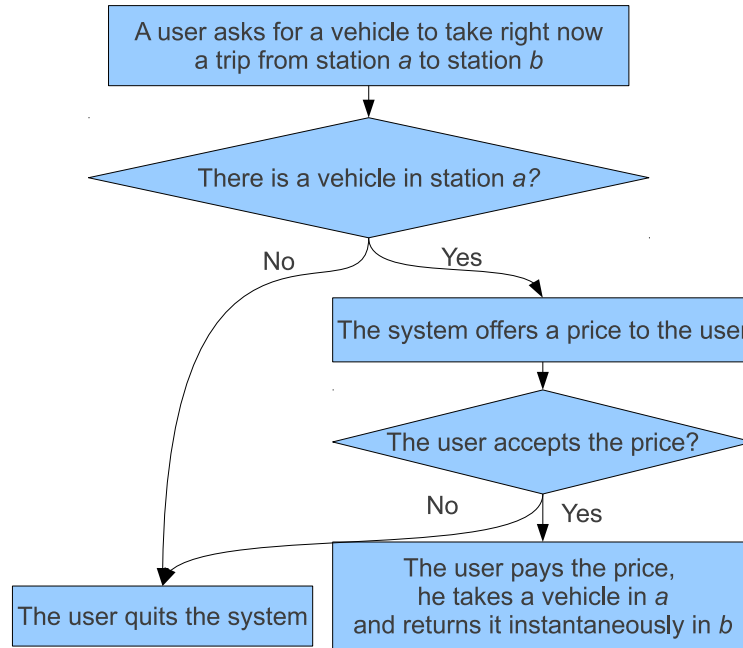 A user asks for a vehicle to take right now
a trip from station a to station b
There is a vehicle in station a?
No
Yes
The system offers a price to the user
The user accepts the price?
No
Yes
The user quits the system
The user pays the price,
he takes a vehicle in a
and returns it instantaneously in b